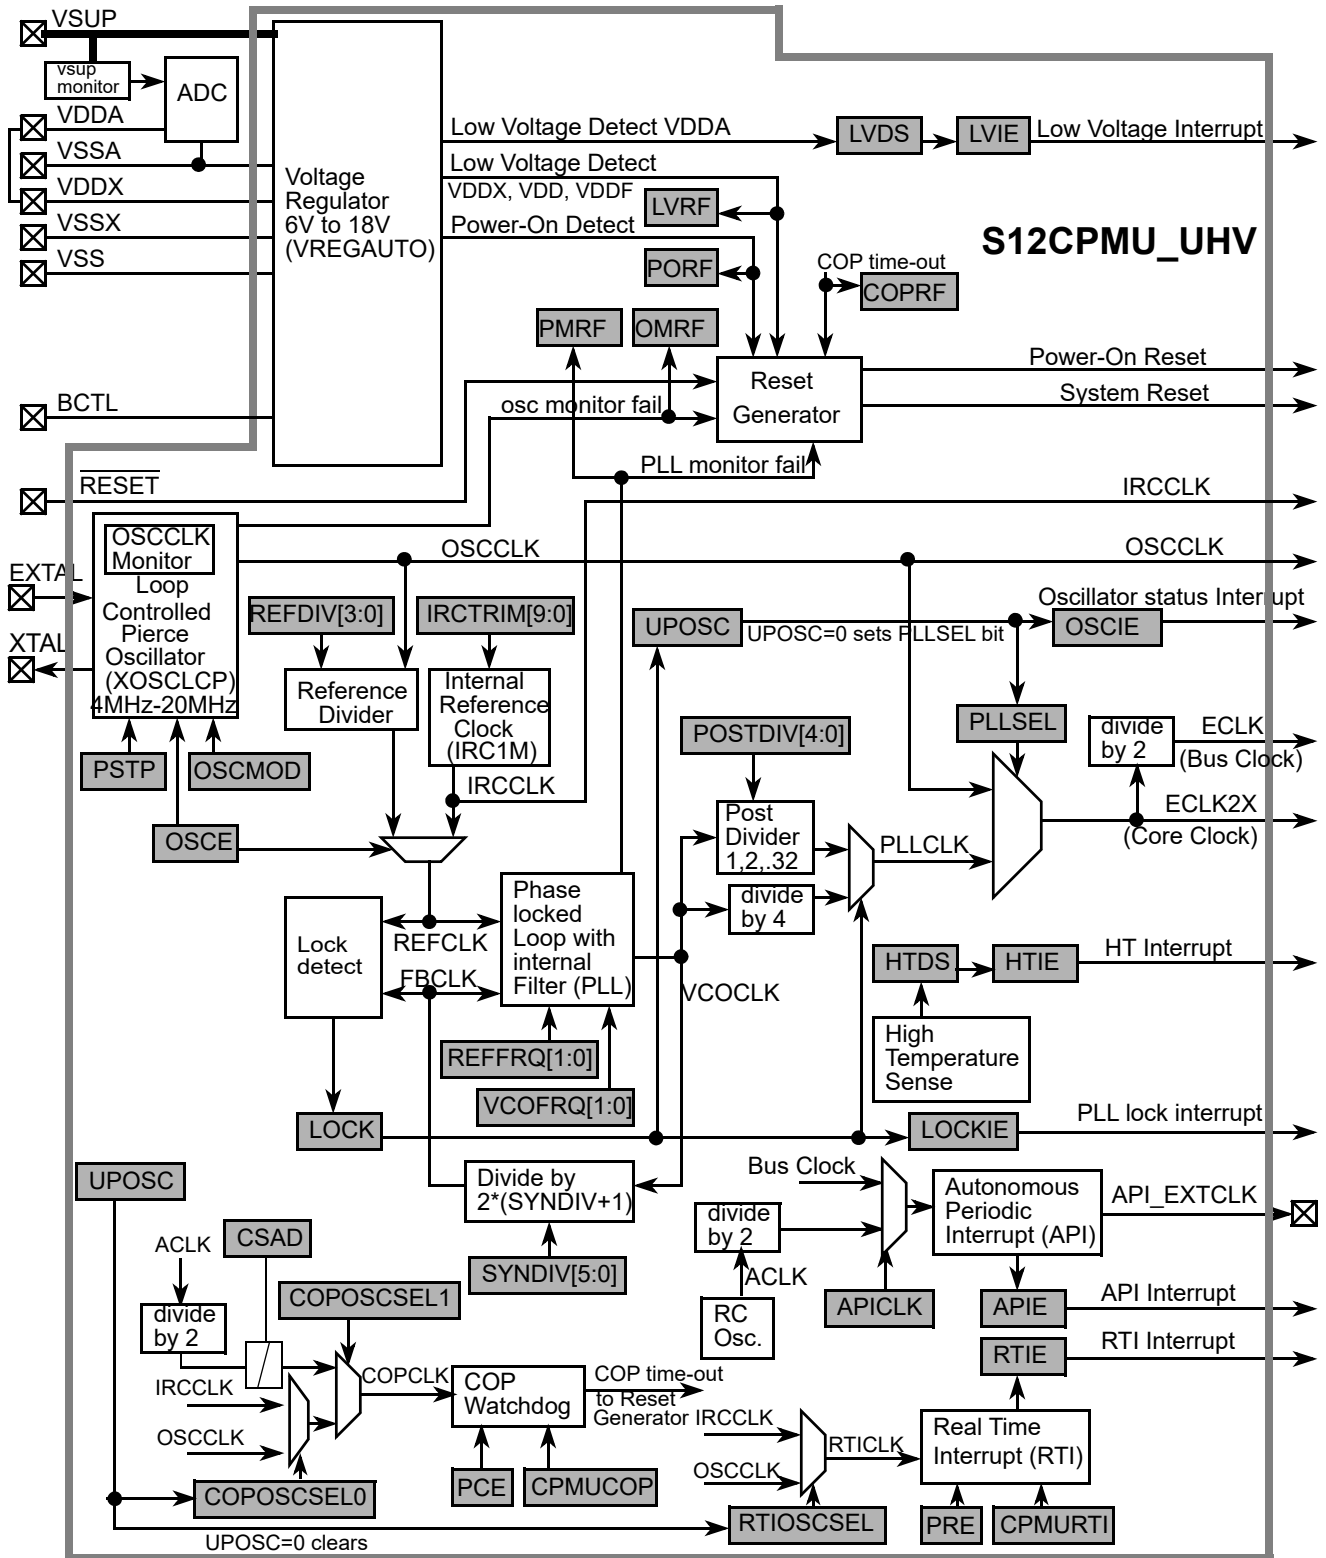 VSUP
vsup
monitor
ADC
VDDA
VSSA
VDDX
VSSX
VSS
BCTL
Voltage
Regulator
6V to 18V
(VREGAUTO)
Low Voltage Detect VDDA
LVDS
LVIE
Low Voltage Interrupt
Low Voltage Detect
VDDX, VDD, VDDF
LVRF
Power-On Detect
PORF
S12CPMU_UHV
COP time-out
COPRF
PMRF
OMRF
Reset
Generator
Power-On Reset
System Reset
osc monitor fail
PLL monitor fail
RESET
IRCCLK
OSCCLK
Monitor
Loop
Controlled
Pierce
Oscillator
(XOSCLCP)
4MHz-20MHz
EXTAL
XTAL
OSCCLK
OSCCLK
REFDIV[3:0]
IRCTRIM[9:0]
UPOSC
UPOSC=0 sets PLLSEL bit
Oscillator status Interrupt
OSCIE
Reference
Divider
Internal
Reference
Clock
(IRC1M)
PSTP
OSCMOD
POSTDIV[4:0]
PLLSEL
divide
by 2
ECLK
(Bus Clock)
IRCCLK
ECLK2X
(Core Clock)
OSCE
Post
Divider
1,2,.32
PLLCLK
divide
by 4
Lock
detect
REFCLK
FBCLK
Phase
locked
Loop with
internal
Filter (PLL)
VCOCLK
HTDS
HTIE
HT Interrupt
High
Temperature
Sense
REFFRQ[1:0]
VCOFRQ[1:0]
LOCK
LOCKIE
PLL lock interrupt
UPOSC
Divide by
2*(SYNDIV+1)
SYNDIV[5:0]
Bus Clock
divide
by 2
ACLK
RC
Osc.
APICLK
Autonomous
Periodic
Interrupt (API)
API_EXTCLK
APIE
API Interrupt
RTIE
RTI Interrupt
CSAD
ACLK
divide
by 2
COPOSCSEL1
IRCCLK
OSCCLK
COPCLK
COP
Watchdog
COP time-out
to Reset
Generator
IRCCLK
OSCCLK
RTICLK
Real Time
Interrupt (RTI)
COPOSCSEL0
PCE
CPMUCOP
RTIOSCSEL
PRE
CPMURTI
UPOSC=0 clears